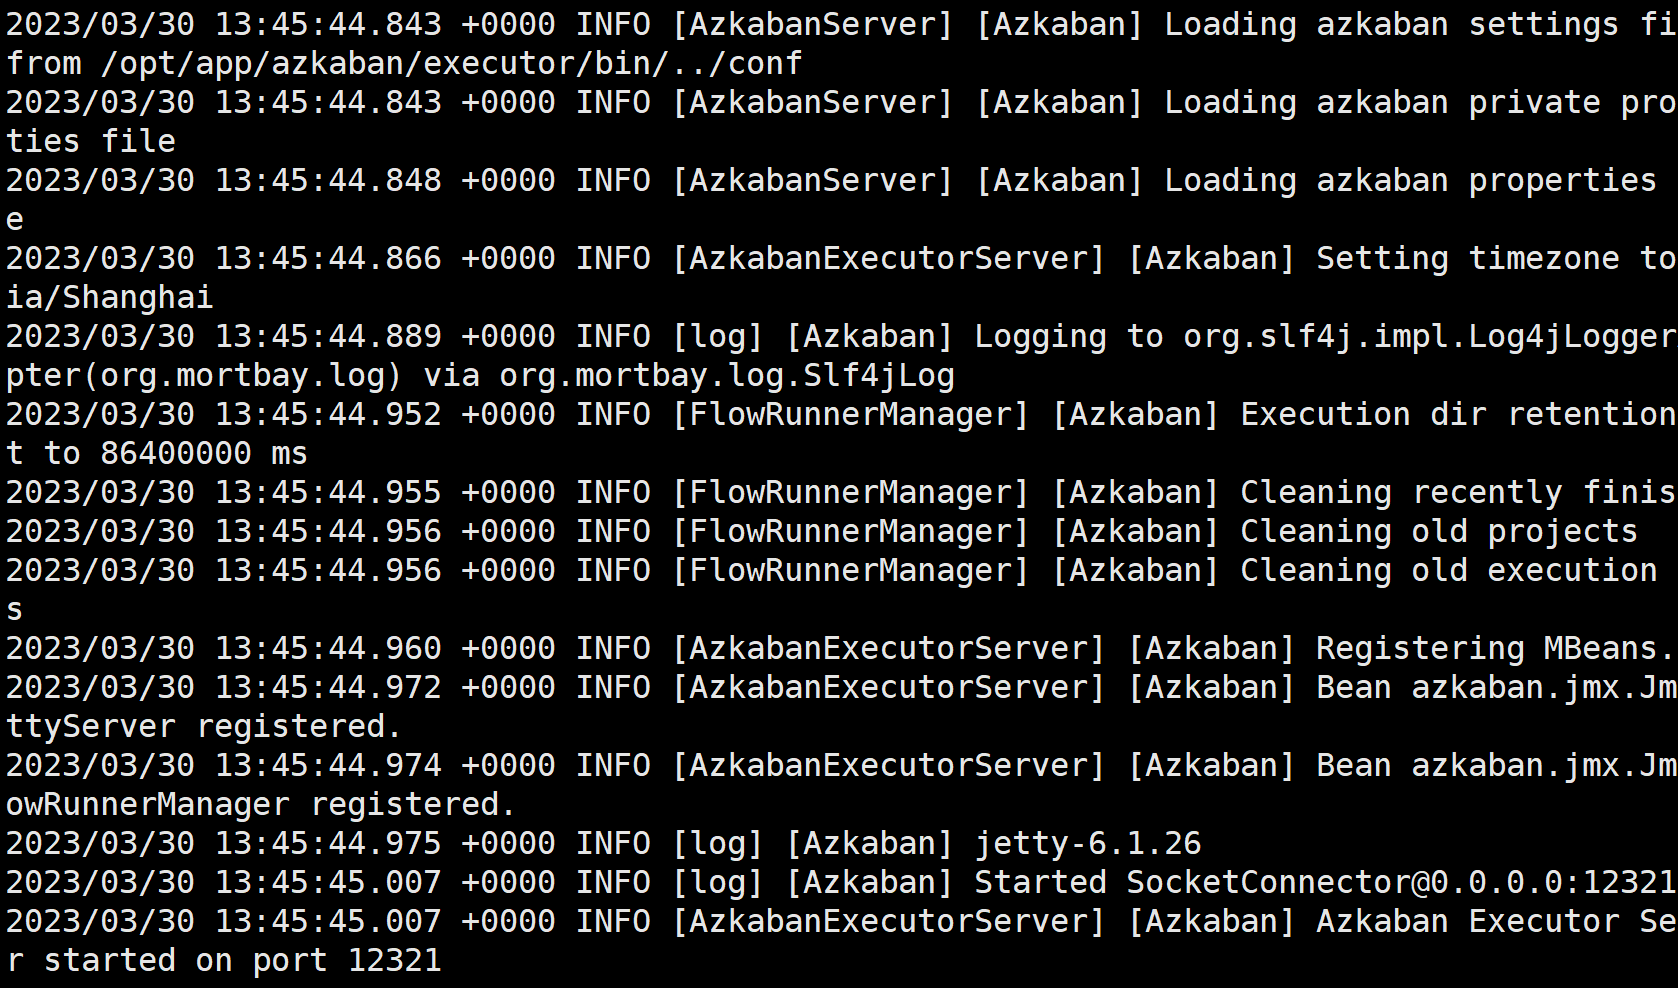 2023/03/30 13:45:44.843 +0000 INFO [AzkabanServer] [Azkaban] Loading azkaban settings fi
from /opt/app/azkaban/executor/bin/../conf
2023/03/30 13:45:44.843 +0000 INFO [AzkabanServer] [Azkaban] Loading azkaban private pro
ties file
2023/03/30 13:45:44.848 +0000 INFO [AzkabanServer] [Azkaban] Loading azkaban properties
e
2023/03/30 13:45:44.866 +0000 INFO [AzkabanExecutorServer] [Azkaban] Setting timezone to
ia/Shanghai
2023/03/30 13:45:44.889 +0000 INFO [log] [Azkaban] Logging to org.slf4j.impl.Log4jLogger
pter(org.mortbay.log) via org.mortbay.log.Slf4jLog
2023/03/30 13:45:44.952 +0000 INFO [FlowRunnerManager] [Azkaban] Execution dir retention
t to 86400000 ms
2023/03/30 13:45:44.955 +0000 INFO [FlowRunnerManager] [Azkaban] Cleaning recently finis
2023/03/30 13:45:44.956 +0000 INFO [FlowRunnerManager] [Azkaban] Cleaning old projects
2023/03/30 13:45:44.956 +0000 INFO [FlowRunnerManager] [Azkaban] Cleaning old execution
s
2023/03/30 13:45:44.960 +0000 INFO [AzkabanExecutorServer] [Azkaban] Registering MBeans.
2023/03/30 13:45:44.972 +0000 INFO [AzkabanExecutorServer] [Azkaban] Bean azkaban.jmx.Jm
ttyServer registered.
2023/03/30 13:45:44.974 +0000 INFO [AzkabanExecutorServer] [Azkaban] Bean azkaban.jmx.Jm
owRunnerManager registered.
2023/03/30 13:45:44.975 +0000 INFO [log] [Azkaban] jetty-6.1.26
2023/03/30 13:45:45.007 +0000 INFO [log] [Azkaban] Started SocketConnector@0.0.0.0:12321
2023/03/30 13:45:45.007 +0000 INFO [AzkabanExecutorServer] [Azkaban] Azkaban Executor Se
r started on port 12321